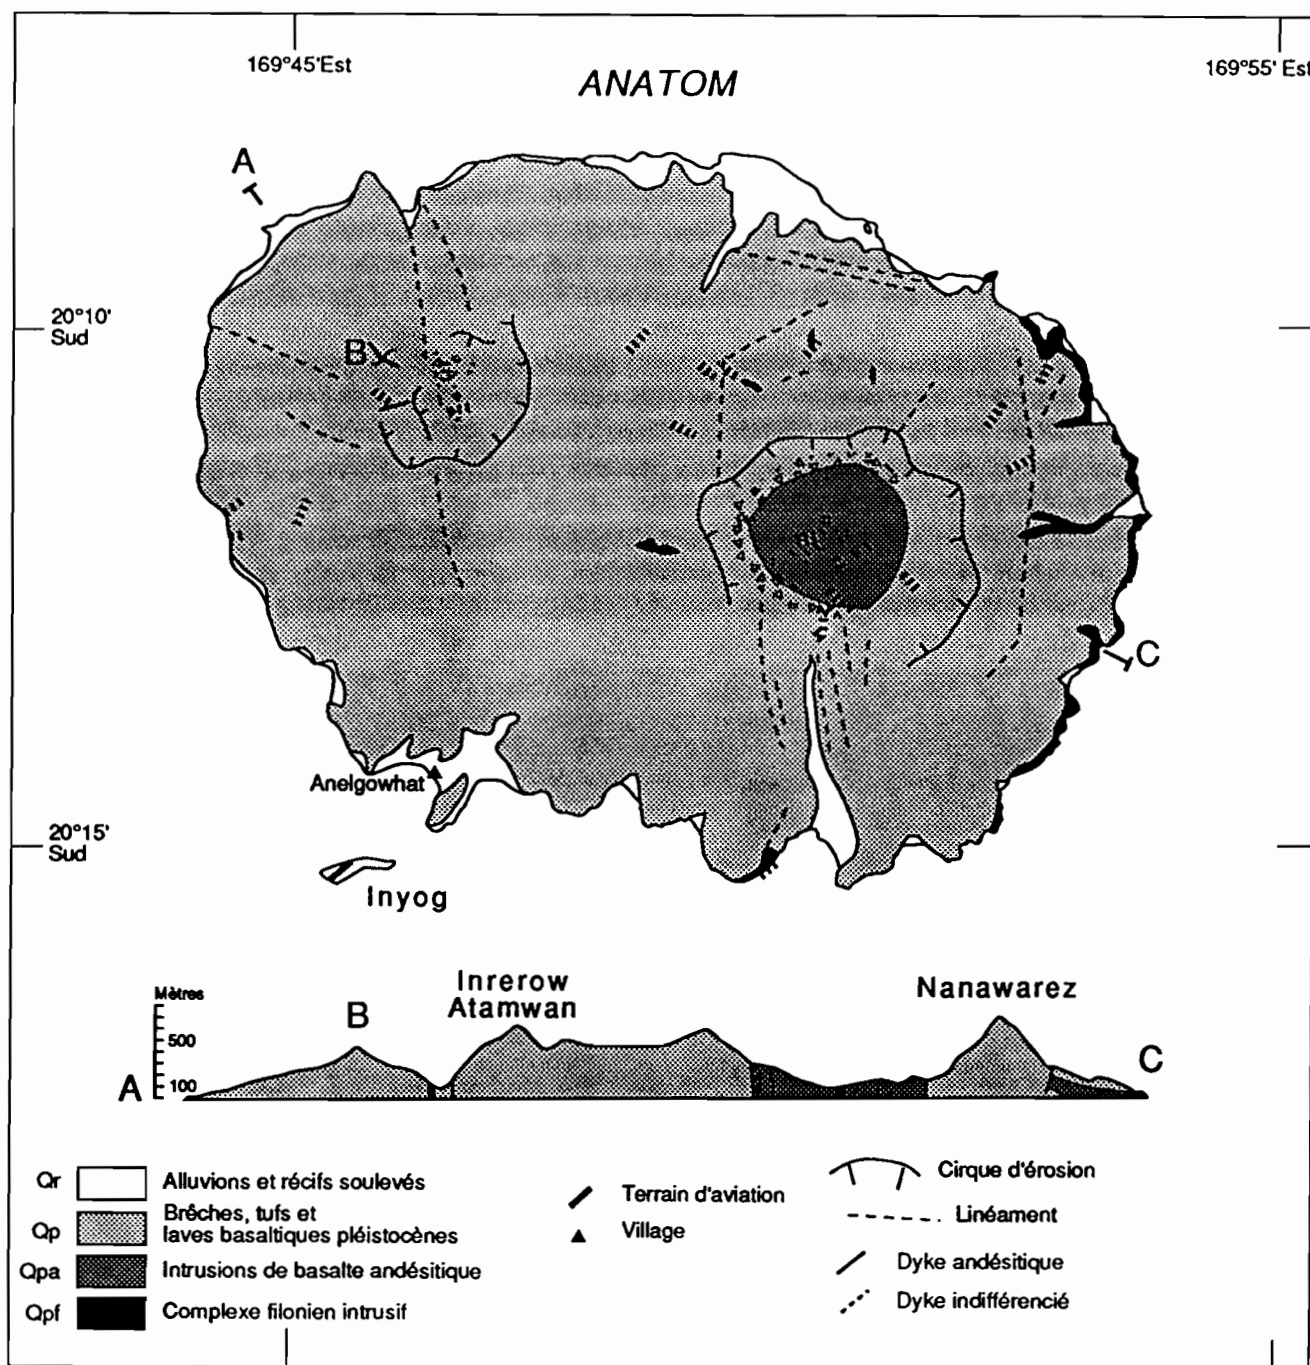 169°45'Est
169°55' Est
ANATOM
A
20°10'
Sud
B
C
Anelgowhat
20°15'
Sud
Inyog
Mètres
500
100
A
B
Inrerow
Atamwan
Nanawarez
C
Qr Alluvions et récifs soulevés
Qp Brêches, tufs et
laves basaltiques pléistocènes
Qpa Intrusions de basalte andésitique
Qpf Complexe filonien intrusif
Terrain d'aviation
Village
Cirque d'érosion
Linéament
Dyke andésitique
Dyke indifférencié